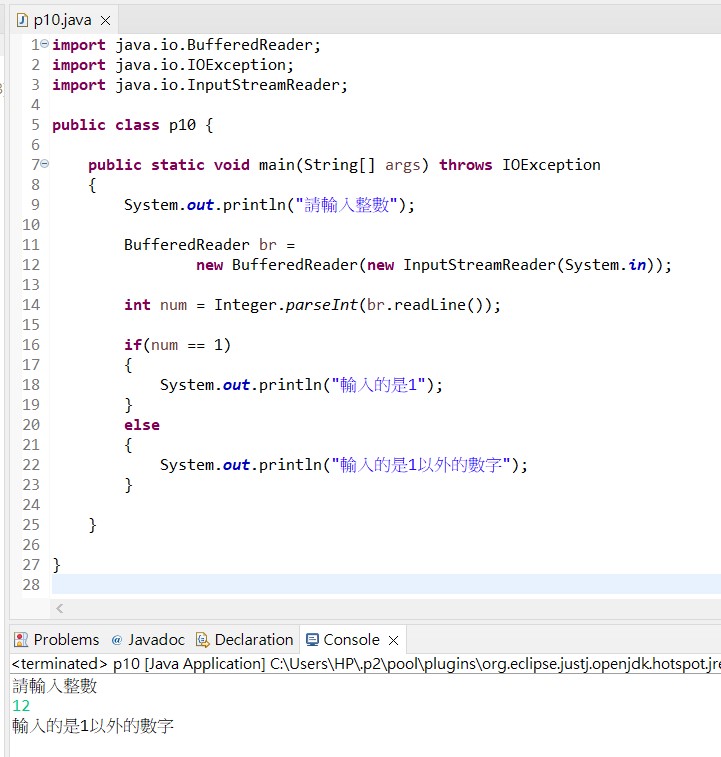 p10.java
1 import java.io.BufferedReader;
2 import java.io.IOException;
3 import java.io.InputStreamReader;
4
5 public class p10 {
6
7     public static void main(String[] args) throws IOException
8     {
9         System.out.println("請輸入整數");
10
11         BufferedReader br =
12                 new BufferedReader(new InputStreamReader(System.in));
13
14         int num = Integer.parseInt(br.readLine());
15
16         if(num == 1)
17         {
18             System.out.println("輸入的是1");
19         }
20         else
21         {
22             System.out.println("輸入的是1以外的數字");
23         }
24
25     }
26
27 }
28
Problems @ Javadoc Declaration Console
<terminated> p10 [Java Application] C:\Users\HP\.p2\pool\plugins\org.eclipse.justj.openjdk.hotspot.jre
請輸入整數
12
輸入的是1以外的數字